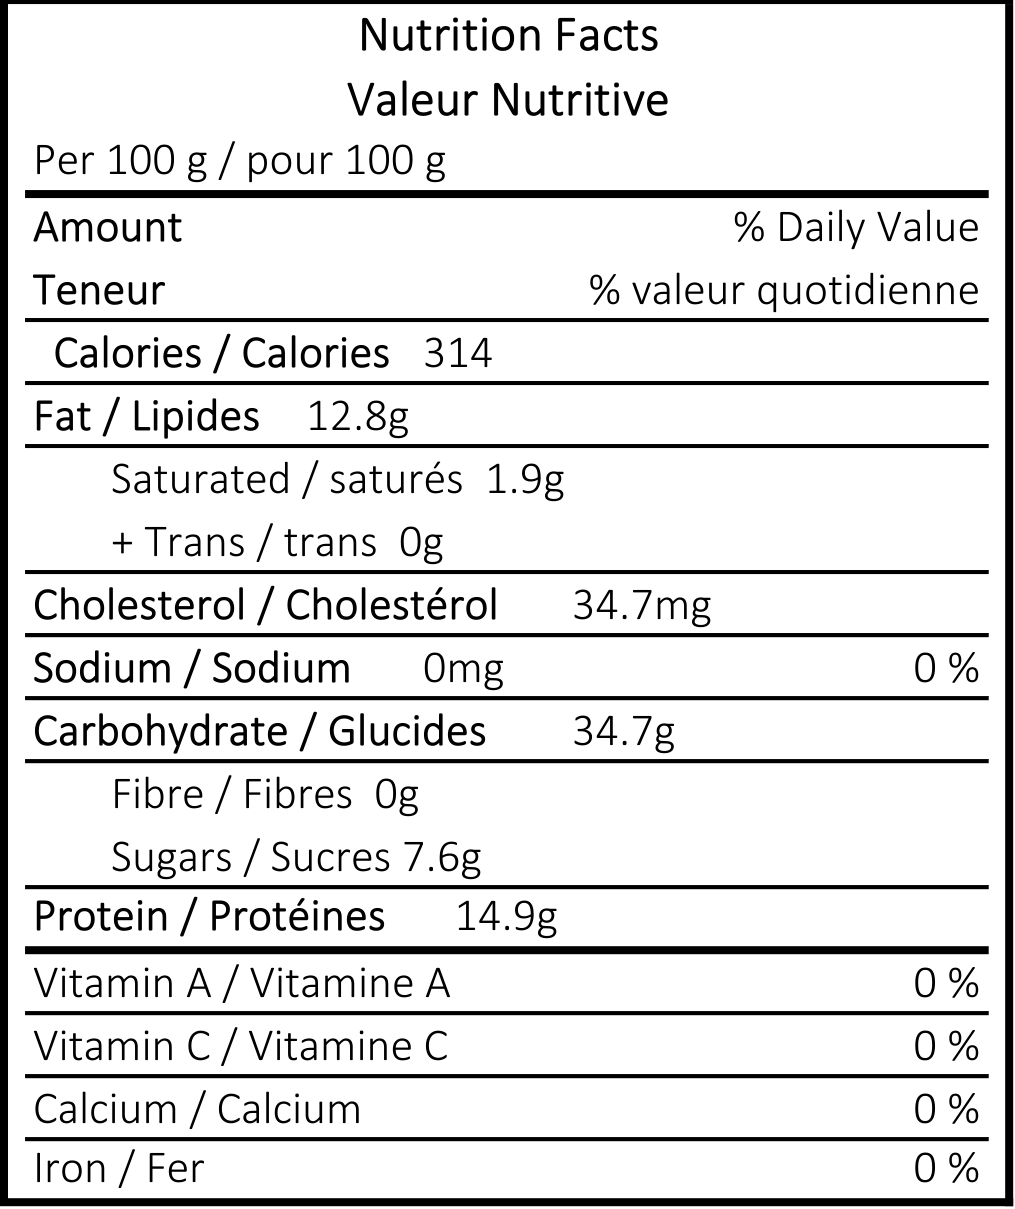 Nutrition Facts
Valeur Nutritive
Per 100 g / pour 100 g
Amount % Daily Value
Teneur % valeur quotidienne
Calories / Calories 314
Fat / Lipides 12.8g
Saturated / saturés 1.9g
+ Trans / trans 0g
Cholesterol / Cholestérol 34.7mg
Sodium / Sodium 0mg 0 %
Carbohydrate / Glucides 34.7g
Fibre / Fibres 0g
Sugars / Sucres 7.6g
Protein / Protéines 14.9g
Vitamin A / Vitamine A 0 %
Vitamin C / Vitamine C 0 %
Calcium / Calcium 0 %
Iron / Fer 0 %